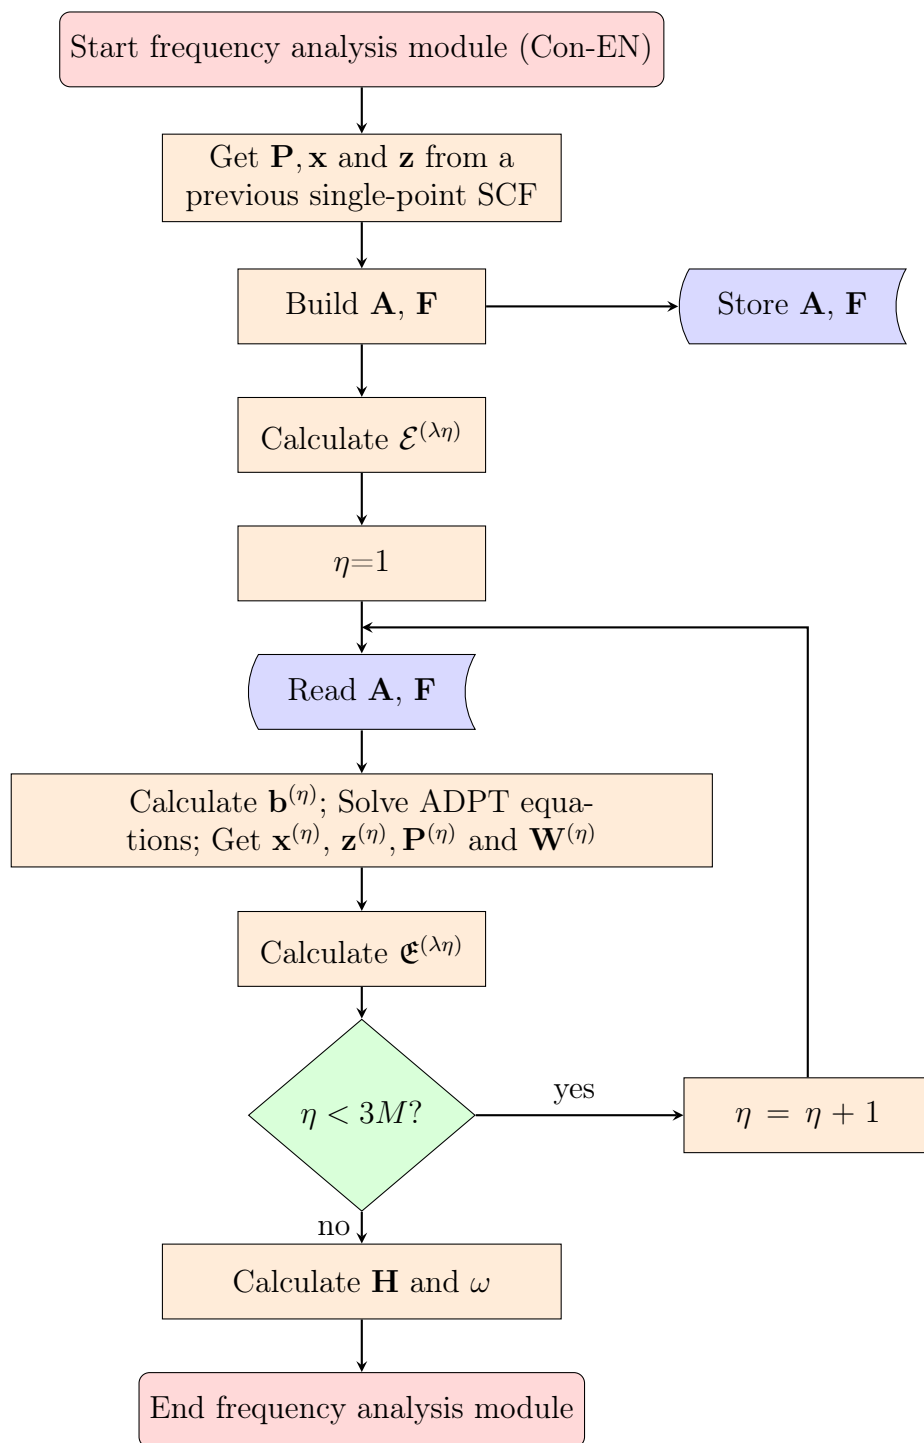 Start frequency analysis module (Con-EN)
Get P, x and z from a
previous single-point SCF
Build A, F
Store A, F
Calculate ℰ^(λη)
η=1
Read A, F
Calculate b^(η); Solve ADPT equa-
tions; Get x^(η), z^(η), P^(η) and W^(η)
Calculate 𝕰^(λη)
η < 3M?
yes
η = η + 1
no
Calculate H and ω
End frequency analysis module